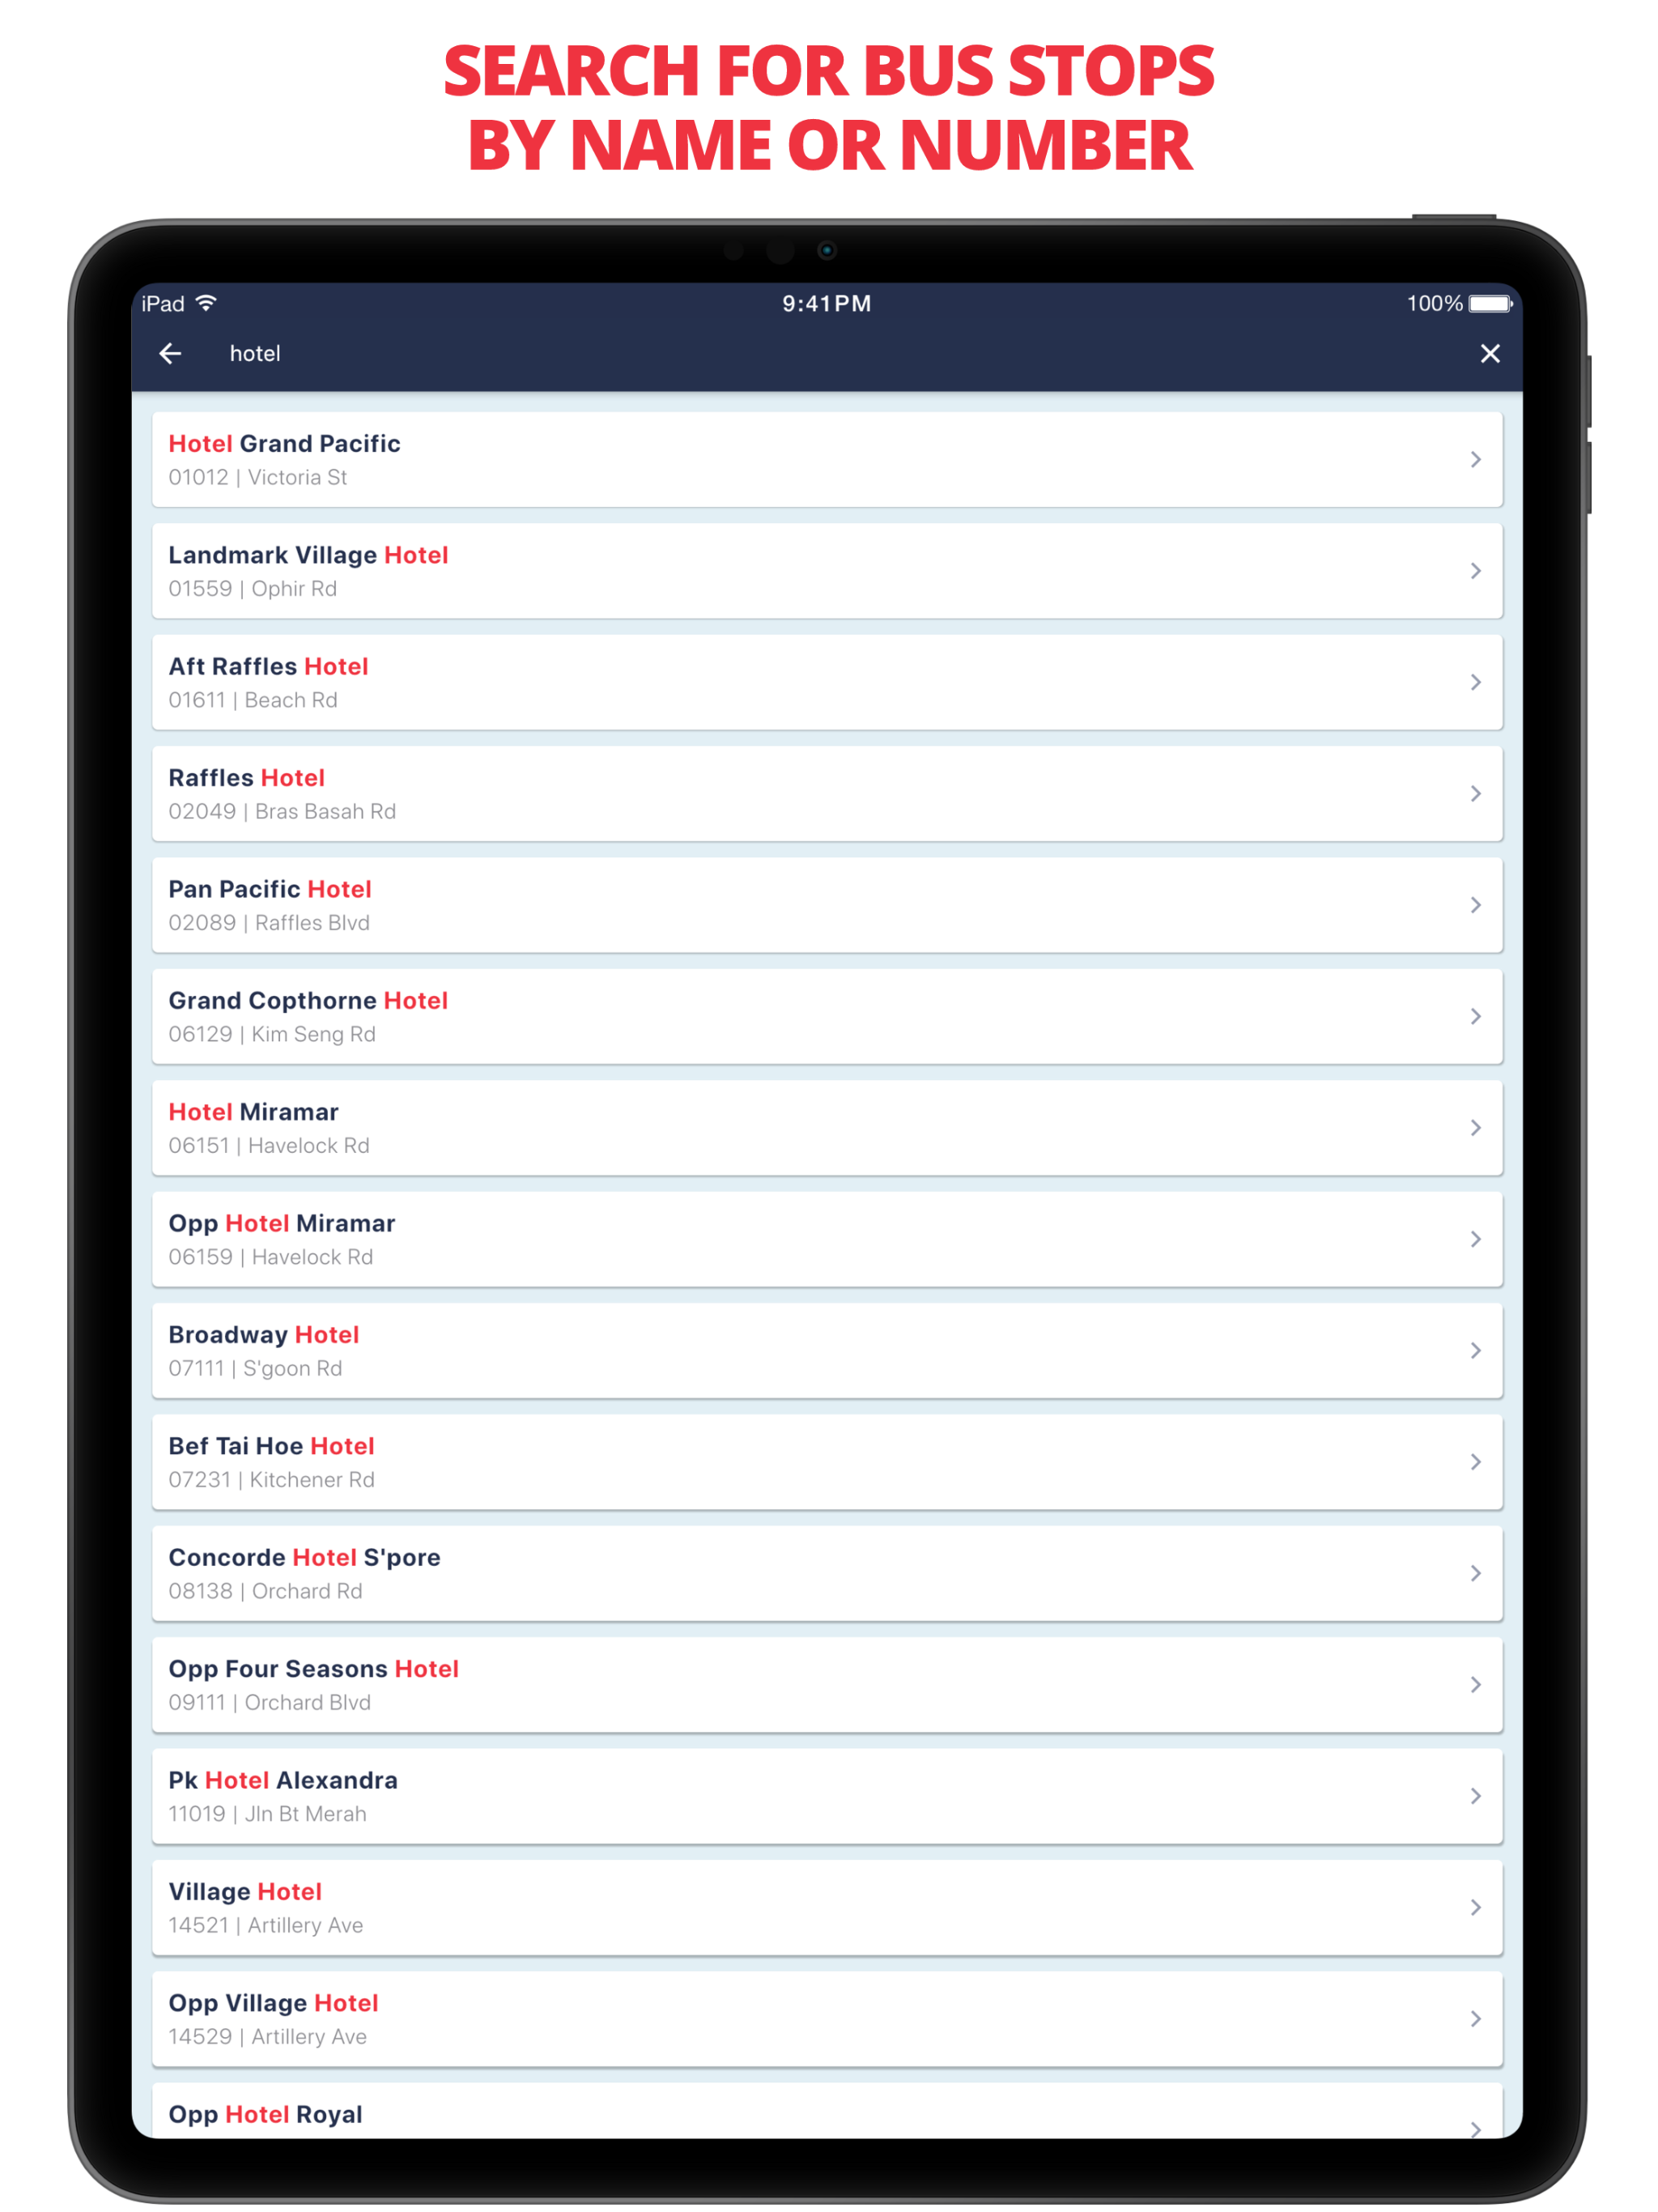 SEARCH FOR BUS STOPS
BY NAME OR NUMBER
iPad 9:41PM 100%
hotel
Hotel Grand Pacific
01012 | Victoria St
Landmark Village Hotel
01559 | Ophir Rd
Aft Raffles Hotel
01611 | Beach Rd
Raffles Hotel
02049 | Bras Basah Rd
Pan Pacific Hotel
02089 | Raffles Blvd
Grand Copthorne Hotel
06129 | Kim Seng Rd
Hotel Miramar
06151 | Havelock Rd
Opp Hotel Miramar
06159 | Havelock Rd
Broadway Hotel
07111 | S'goon Rd
Bef Tai Hoe Hotel
07231 | Kitchener Rd
Concorde Hotel S'pore
08138 | Orchard Rd
Opp Four Seasons Hotel
09111 | Orchard Blvd
Pk Hotel Alexandra
11019 | Jln Bt Merah
Village Hotel
14521 | Artillery Ave
Opp Village Hotel
14529 | Artillery Ave
Opp Hotel Royal